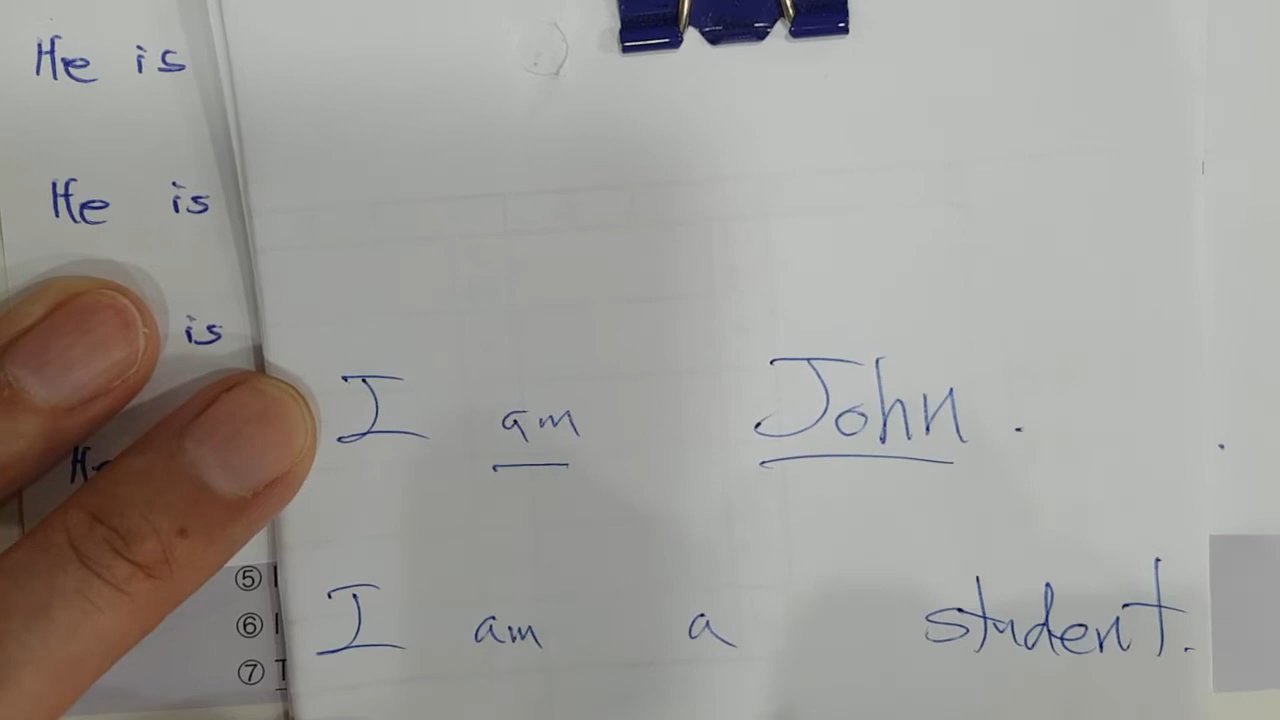 He is
He is
is
I am John.
I am a student.
⑤
⑥
⑦